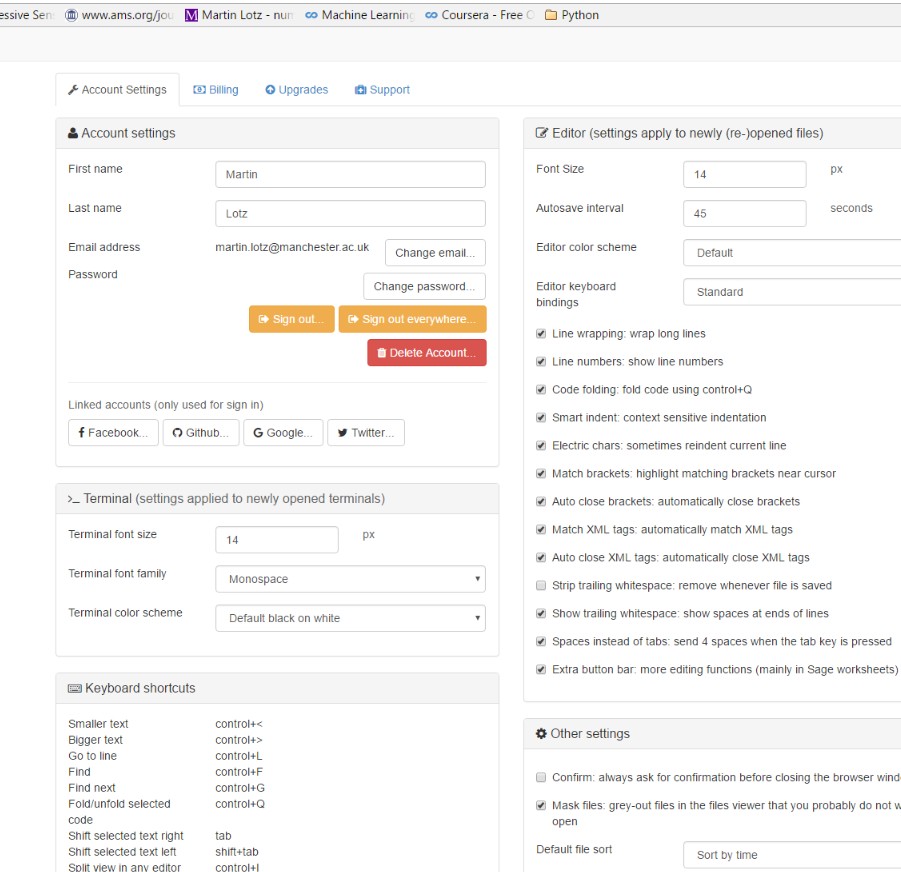 essive Sen www.ams.org/jou Martin Lotz - num Machine Learning Coursera - Free C Python
Account Settings Billing Upgrades Support
Account settings
First name Martin
Last name Lotz
Email address martin.lotz@manchester.ac.uk Change email...
Password Change password...
Sign out... Sign out everywhere...
Delete Account...
Linked accounts (only used for sign in)
Facebook... Github... Google... Twitter...
>_ Terminal (settings applied to newly opened terminals)
Terminal font size 14 px
Terminal font family Monospace
Terminal color scheme Default black on white
Keyboard shortcuts
Smaller text control+<
Bigger text control+>
Go to line control+L
Find control+F
Find next control+G
Fold/unfold selected control+Q
code
Shift selected text right tab
Shift selected text left shift+tab
Split view in any editor control+I
Editor (settings apply to newly (re-)opened files)
Font Size 14 px
Autosave interval 45 seconds
Editor color scheme Default
Editor keyboard Standard
bindings
Line wrapping: wrap long lines
Line numbers: show line numbers
Code folding: fold code using control+Q
Smart indent: context sensitive indentation
Electric chars: sometimes reindent current line
Match brackets: highlight matching brackets near cursor
Auto close brackets: automatically close brackets
Match XML tags: automatically match XML tags
Auto close XML tags: automatically close XML tags
Strip trailing whitespace: remove whenever file is saved
Show trailing whitespace: show spaces at ends of lines
Spaces instead of tabs: send 4 spaces when the tab key is pressed
Extra button bar: more editing functions (mainly in Sage worksheets)
Other settings
Confirm: always ask for confirmation before closing the browser wind
Mask files: grey-out files in the files viewer that you probably do not w
open
Default file sort Sort by time